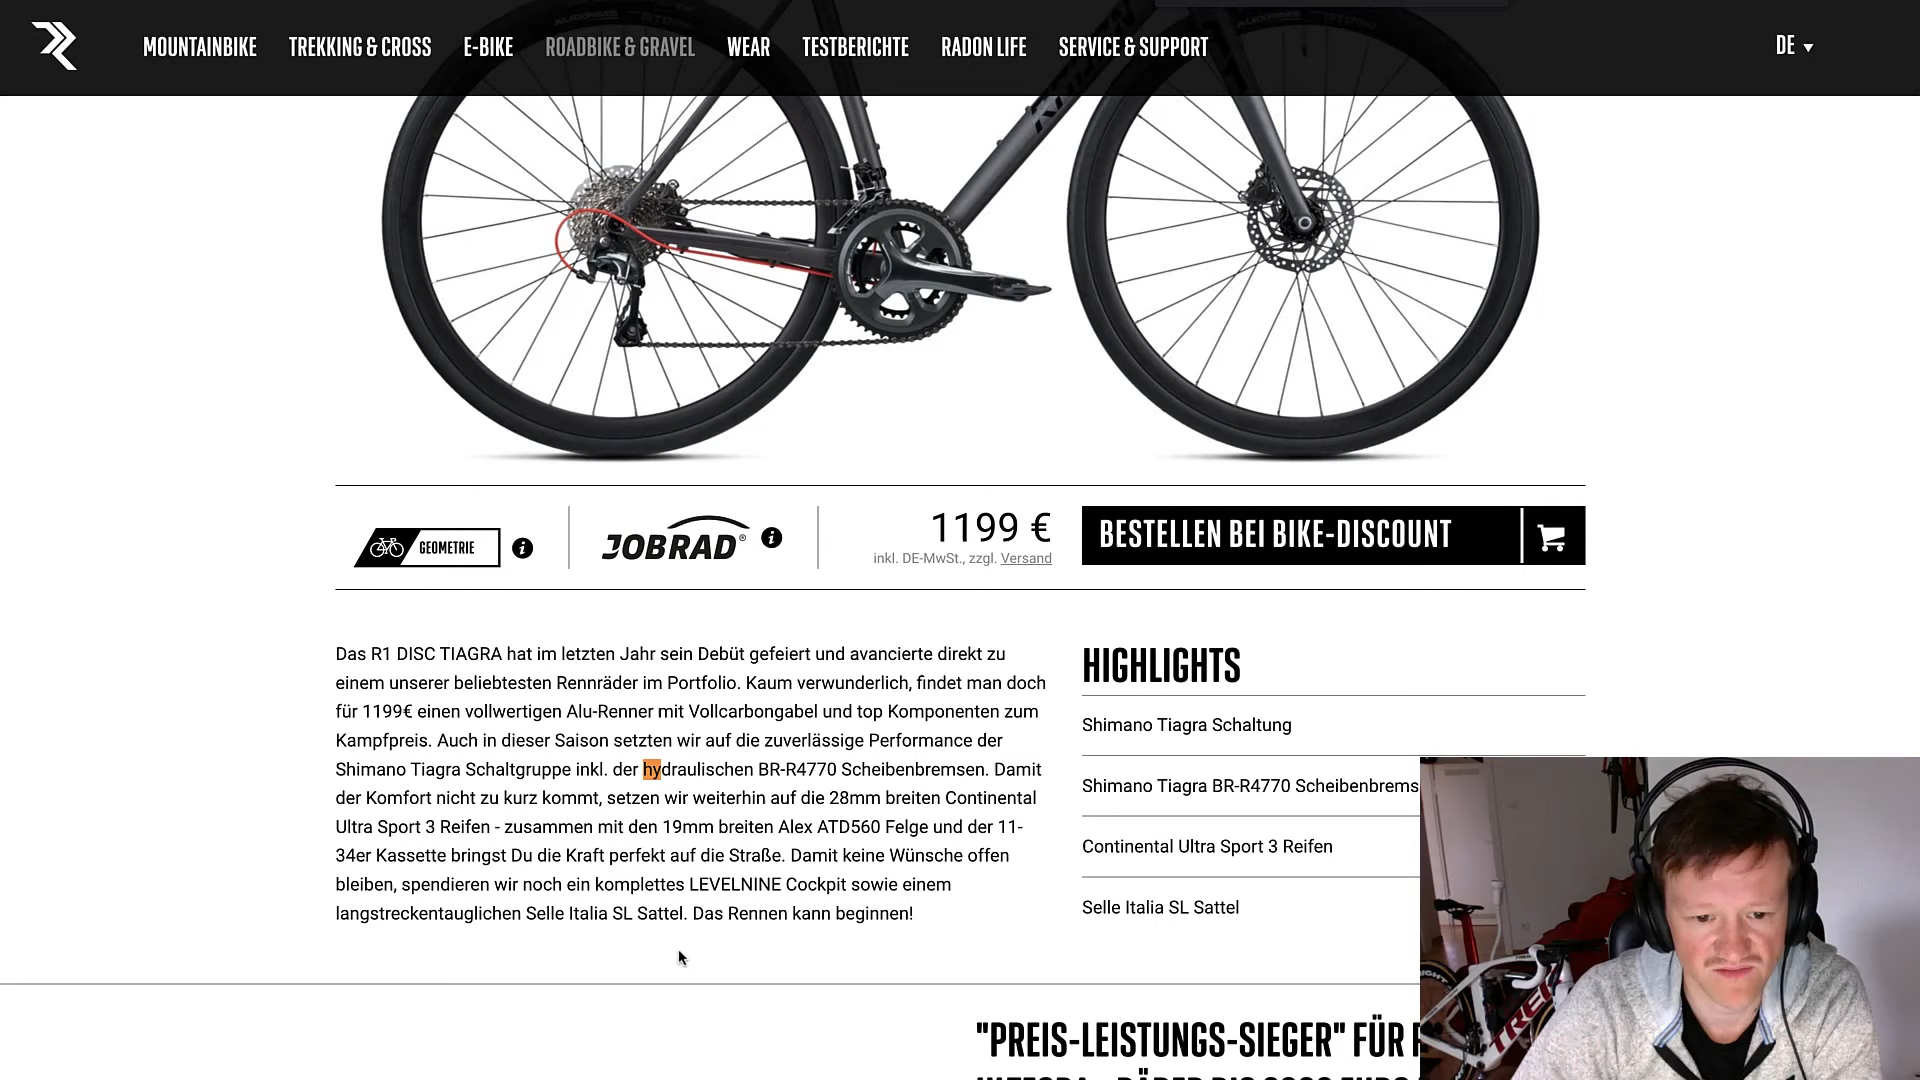 MOUNTAINBIKE TREKKING & CROSS E-BIKE ROADBIKE & GRAVEL WEAR TESTBERICHTE RADON LIFE SERVICE & SUPPORT DE
GEOMETRIE
JOBRAD®
1199 €
inkl. DE-MwSt., zzgl. Versand
BESTELLEN BEI BIKE-DISCOUNT
Das R1 DISC TIAGRA hat im letzten Jahr sein Debüt gefeiert und avancierte direkt zu
einem unserer beliebtesten Rennräder im Portfolio. Kaum verwunderlich, findet man doch
für 1199€ einen vollwertigen Alu-Renner mit Vollcarbongabel und top Komponenten zum
Kampfpreis. Auch in dieser Saison setzten wir auf die zuverlässige Performance der
Shimano Tiagra Schaltgruppe inkl. der hydraulischen BR-R4770 Scheibenbremsen. Damit
der Komfort nicht zu kurz kommt, setzen wir weiterhin auf die 28mm breiten Continental
Ultra Sport 3 Reifen - zusammen mit den 19mm breiten Alex ATD560 Felge und der 11-
34er Kassette bringst Du die Kraft perfekt auf die Straße. Damit keine Wünsche offen
bleiben, spendieren wir noch ein komplettes LEVELNINE Cockpit sowie einem
langstreckentauglichen Selle Italia SL Sattel. Das Rennen kann beginnen!
HIGHLIGHTS
Shimano Tiagra Schaltung
Shimano Tiagra BR-R4770 Scheibenbrems
Continental Ultra Sport 3 Reifen
Selle Italia SL Sattel
"PREIS-LEISTUNGS-SIEGER" FÜR
TREK